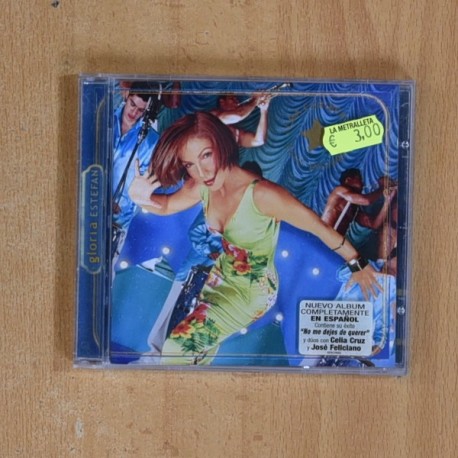 gloria ESTEFAN
LA METRALLETA
€ 3,00
NUEVO ALBUM
COMPLETAMENTE
EN ESPAÑOL
Contiene su éxito
"No me dejes de querer"
y dúos con Celia Cruz
y José Feliciano